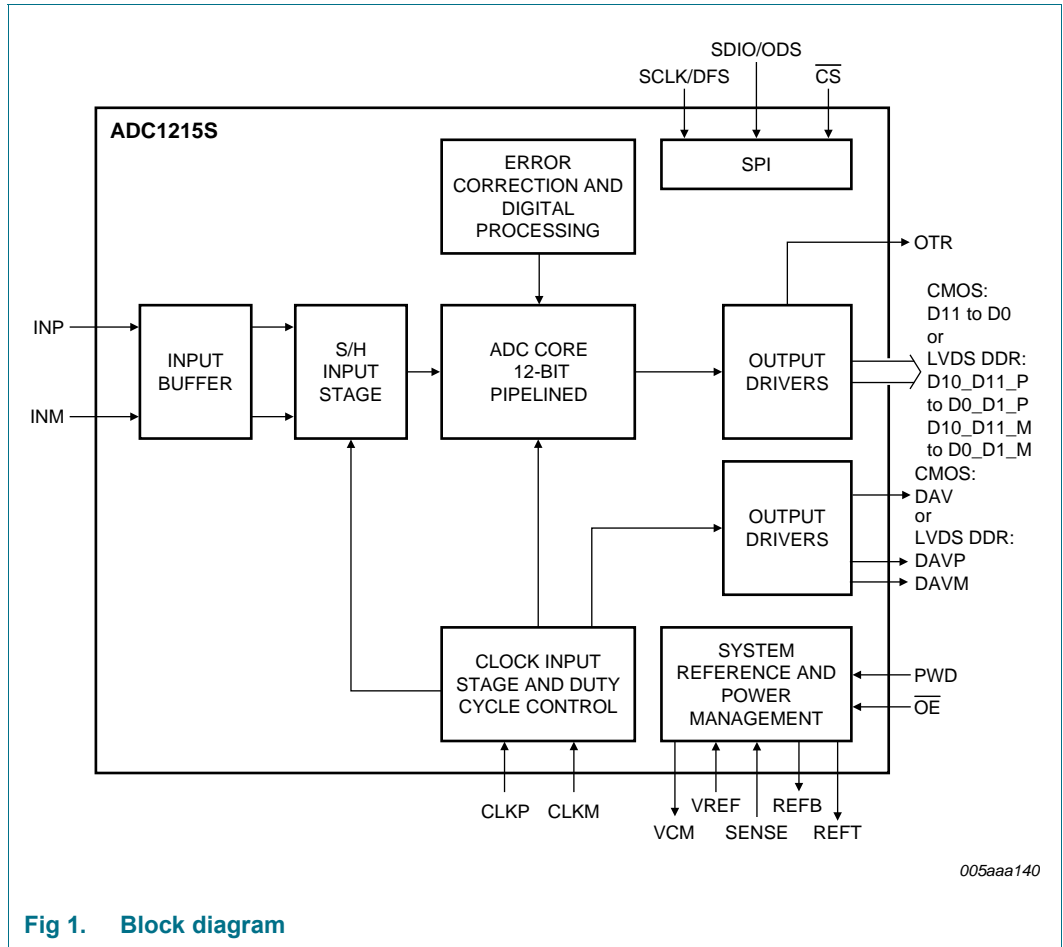 SDIO/ODS
SCLK/DFS
C̅S̅
ADC1215S
ERROR
CORRECTION AND
DIGITAL
PROCESSING
SPI
OTR
INP
INM
INPUT
BUFFER
S/H
INPUT
STAGE
ADC CORE
12-BIT
PIPELINED
OUTPUT
DRIVERS
CMOS:
D11 to D0
or
LVDS DDR:
D10_D11_P
to D0_D1_P
D10_D11_M
to D0_D1_M
OUTPUT
DRIVERS
CMOS:
DAV
or
LVDS DDR:
DAVP
DAVM
CLOCK INPUT
STAGE AND DUTY
CYCLE CONTROL
SYSTEM
REFERENCE AND
POWER
MANAGEMENT
PWD
O̅E̅
CLKP
CLKM
VCM
VREF
SENSE
REFB
REFT
005aaa140
Fig 1. Block diagram